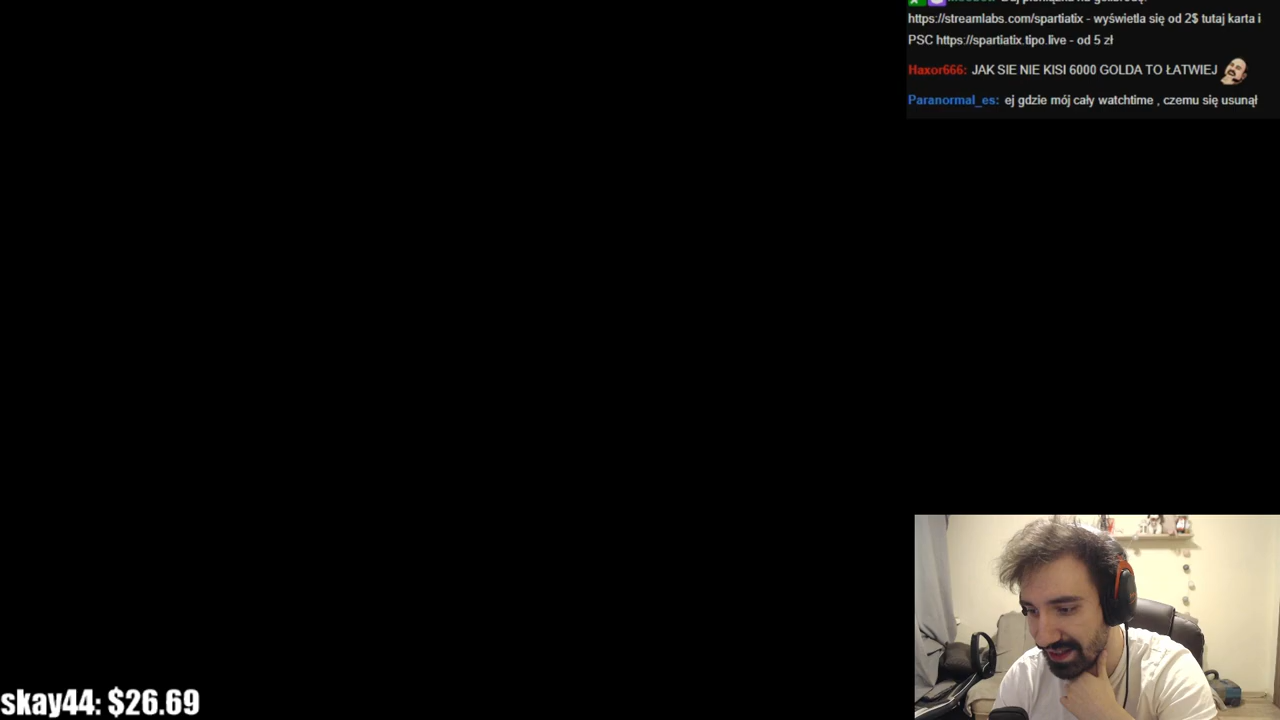 https://streamlabs.com/spartiatix - wyświetla się od 2$ tutaj karta i
PSC https://spartiatix.tipo.live - od 5 zł
Haxor666: JAK SIE NIE KISI 6000 GOLDA TO ŁATWIEJ
Paranormal_es: ej gdzie mój cały watchtime , czemu się usunął
skay44: $26.69